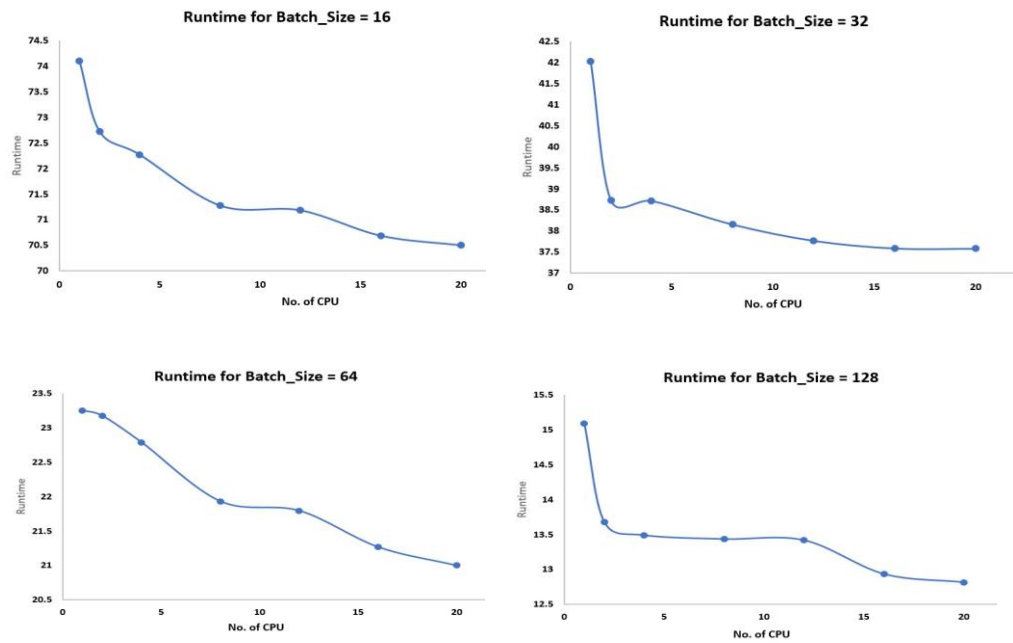 Runtime for Batch_Size = 16
74.5
74
73.5
73
72.5
72
71.5
71
70.5
70
Runtime
0 5 10 15 20
No. of CPU
Runtime for Batch_Size = 32
42.5
42
41.5
41
40.5
40
39.5
39
38.5
38
37.5
37
Runtime
0 5 10 15 20
No. of CPU
Runtime for Batch_Size = 64
23.5
23
22.5
22
21.5
21
20.5
Runtime
0 5 10 15 20
No. of CPU
Runtime for Batch_Size = 128
15.5
15
14.5
14
13.5
13
12.5
Runtime
0 5 10 15 20
No. of CPU